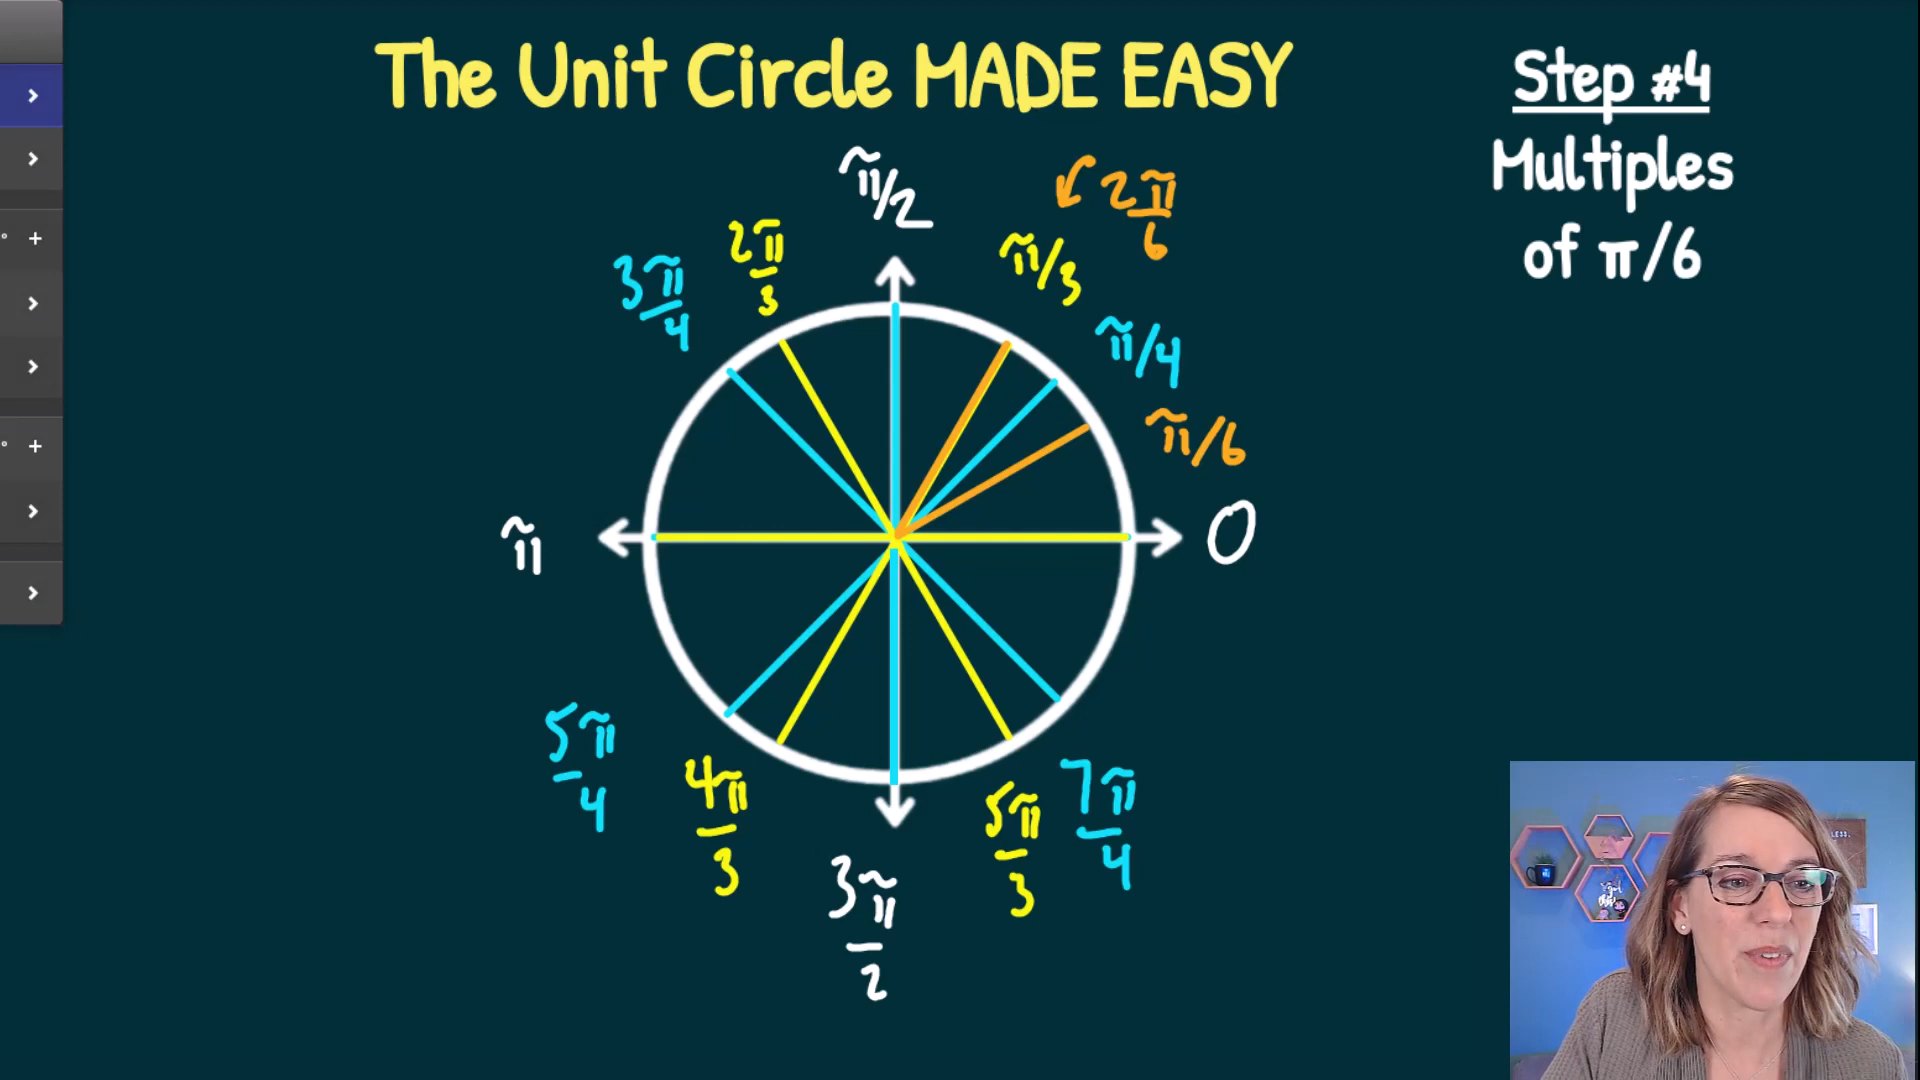 The Unit Circle MADE EASY
Step #4
Multiples
of π/6
π/2
2π/6
π/3
2π/3
3π/4
π/4
π/6
π
0
5π/4
4π/3
3π/2
5π/3
7π/4